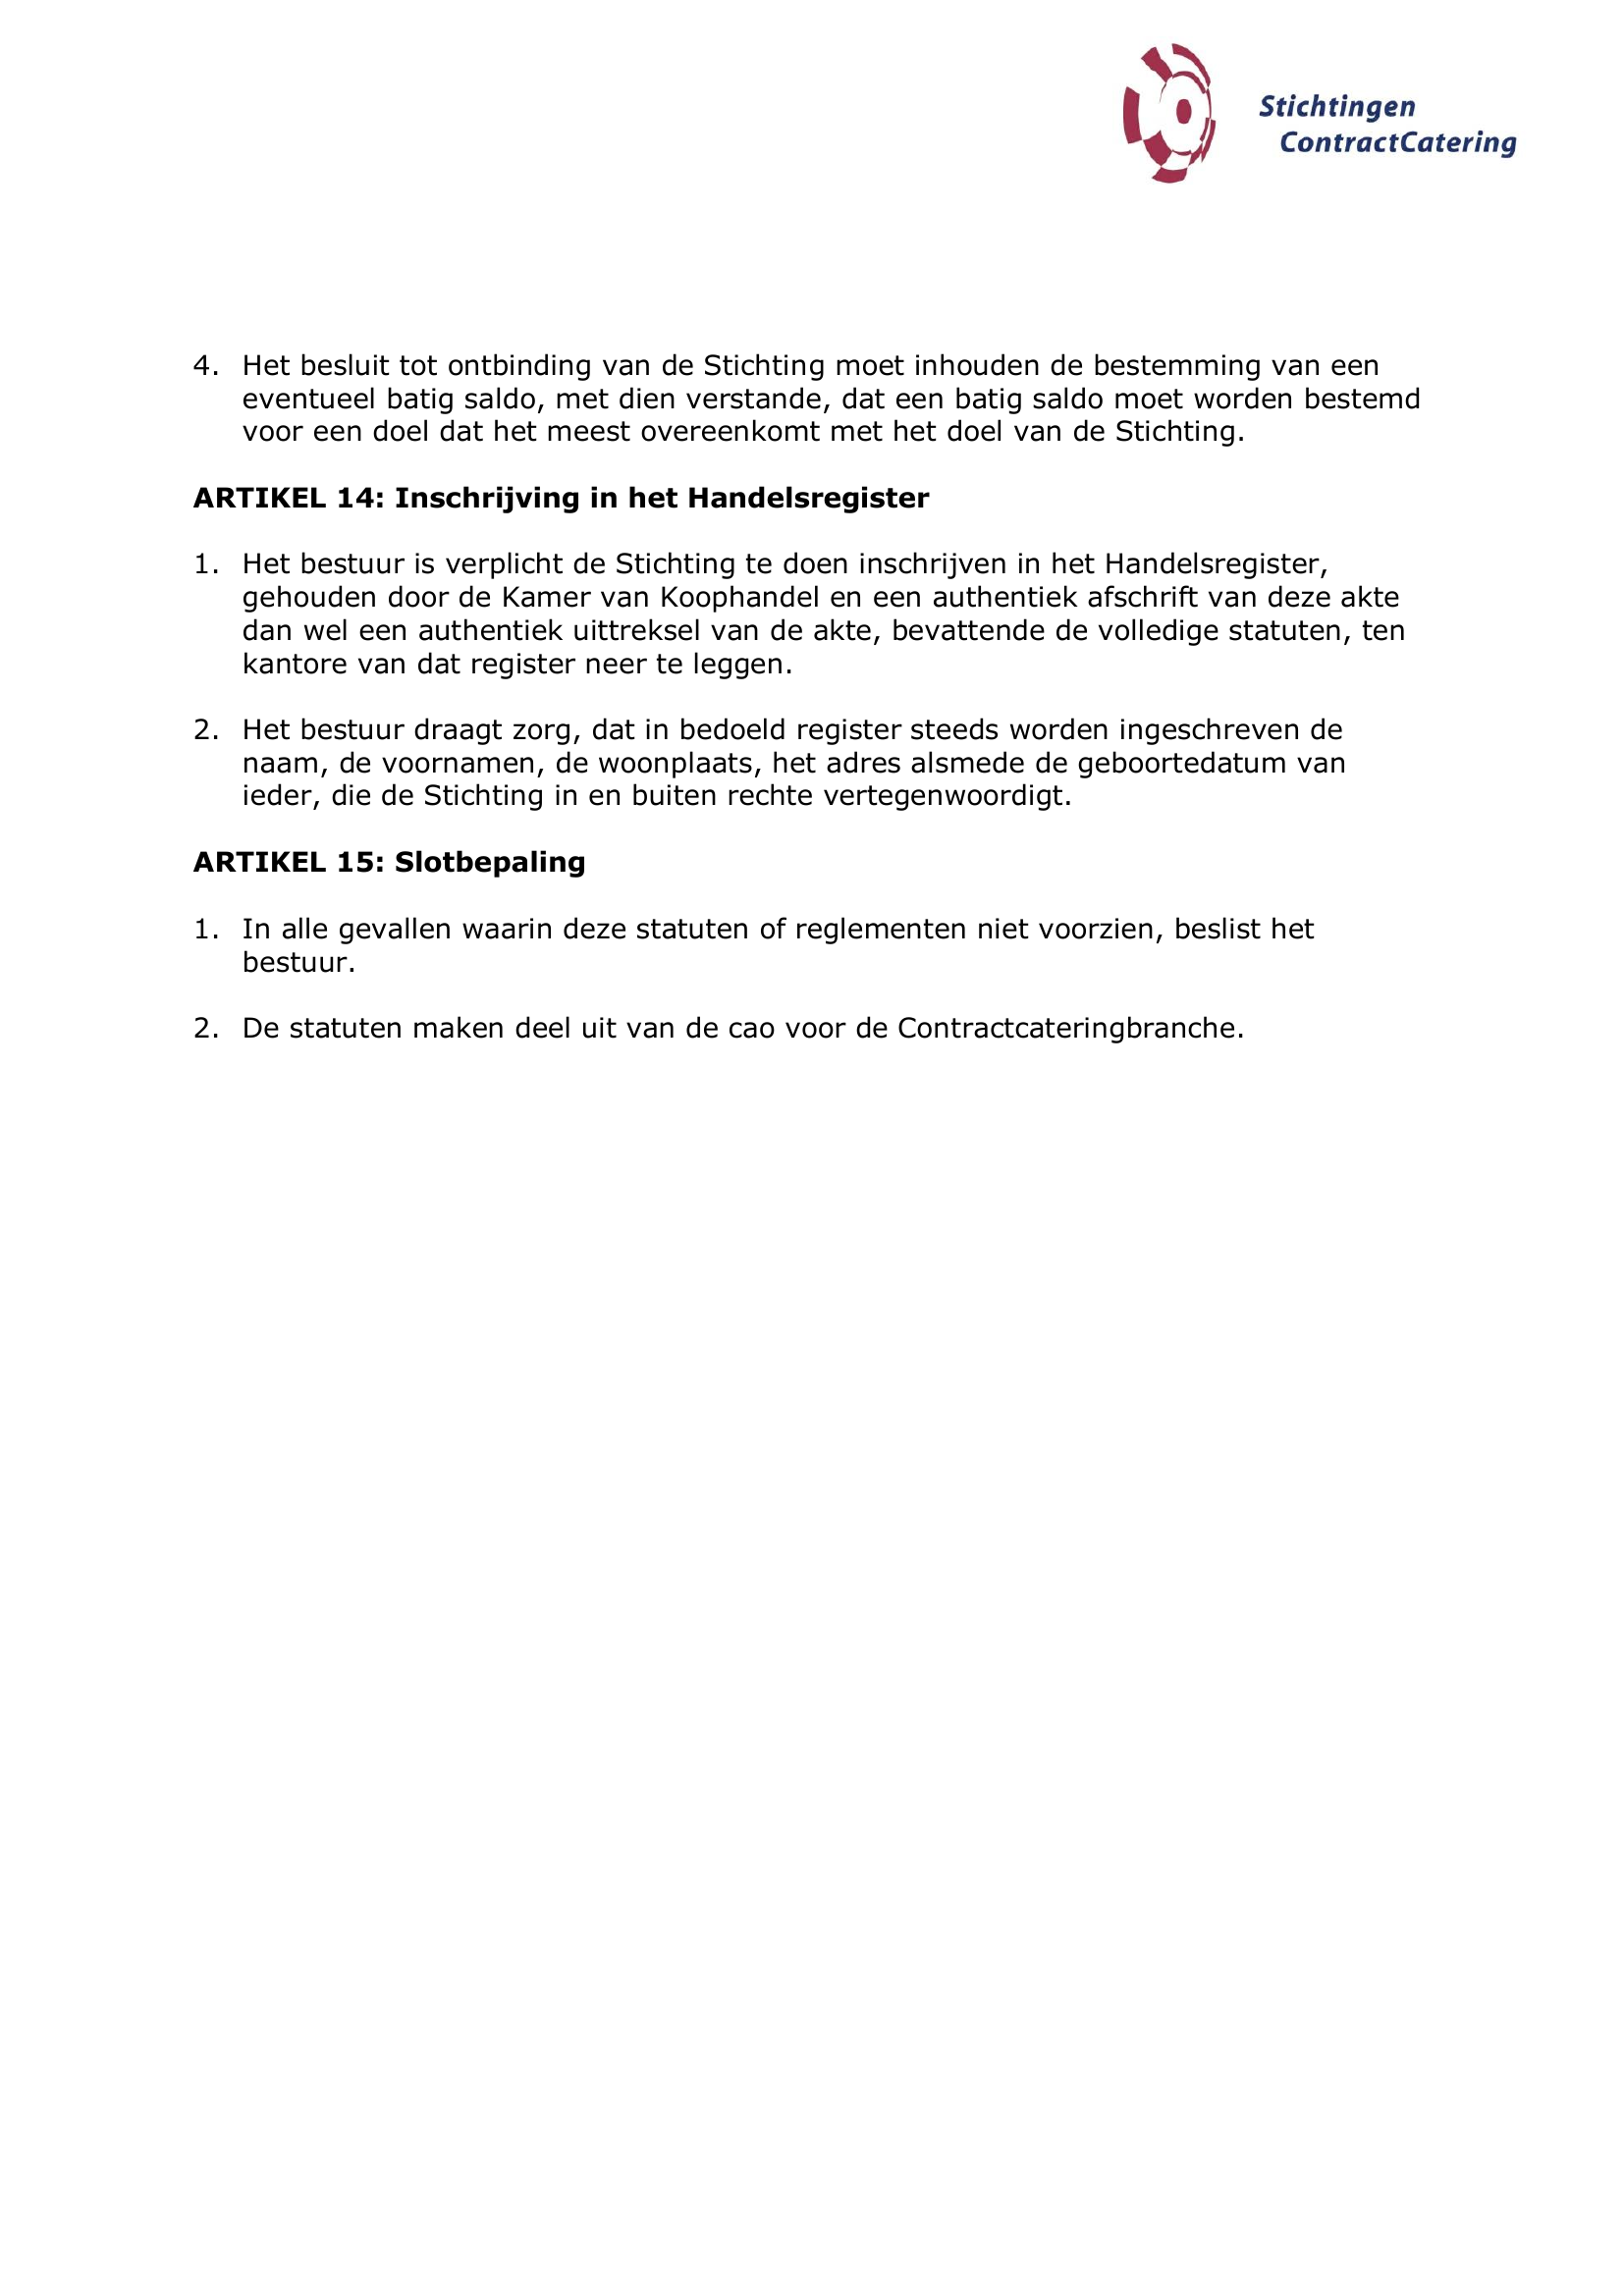 Stichtingen
ContractCatering
4. Het besluit tot ontbinding van de Stichting moet inhouden de bestemming van een
eventueel batig saldo, met dien verstande, dat een batig saldo moet worden bestemd
voor een doel dat het meest overeenkomt met het doel van de Stichting.
ARTIKEL 14: Inschrijving in het Handelsregister
1. Het bestuur is verplicht de Stichting te doen inschrijven in het Handelsregister,
gehouden door de Kamer van Koophandel en een authentiek afschrift van deze akte
dan wel een authentiek uittreksel van de akte, bevattende de volledige statuten, ten
kantore van dat register neer te leggen.
2. Het bestuur draagt zorg, dat in bedoeld register steeds worden ingeschreven de
naam, de voornamen, de woonplaats, het adres alsmede de geboortedatum van
ieder, die de Stichting in en buiten rechte vertegenwoordigt.
ARTIKEL 15: Slotbepaling
1. In alle gevallen waarin deze statuten of reglementen niet voorzien, beslist het
bestuur.
2. De statuten maken deel uit van de cao voor de Contractcateringbranche.